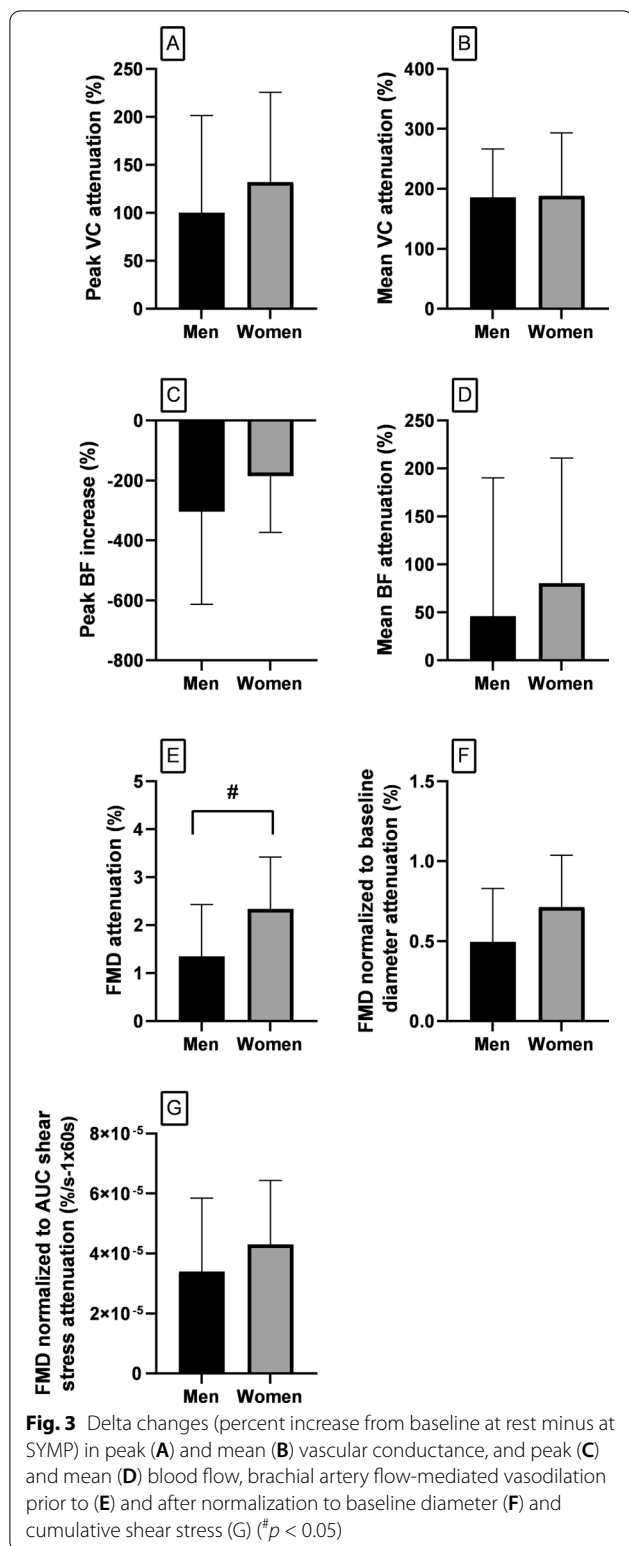 A
Peak VC attenuation (%)
250
200
150
100
50
0
Men Women
B
Mean VC attenuation (%)
400
300
200
100
0
Men Women
C
Peak BF increase (%)
0
-200
-400
-600
-800
Men Women
D
Mean BF attenuation (%)
250
200
150
100
50
0
Men Women
E
FMD attenuation (%)
5
4
3
2
1
0
#
Men Women
F
FMD normalized to baseline
diameter attenuation (%)
1.5
1.0
0.5
0.0
Men Women
G
FMD normalized to AUC shear
stress attenuation (%/s-1x60s)
8×10⁻⁵
6×10⁻⁵
4×10⁻⁵
2×10⁻⁵
0
Men Women
Fig. 3 Delta changes (percent increase from baseline at rest minus at
SYMP) in peak (A) and mean (B) vascular conductance, and peak (C)
and mean (D) blood flow, brachial artery flow-mediated vasodilation
prior to (E) and after normalization to baseline diameter (F) and
cumulative shear stress (G) (#p < 0.05)